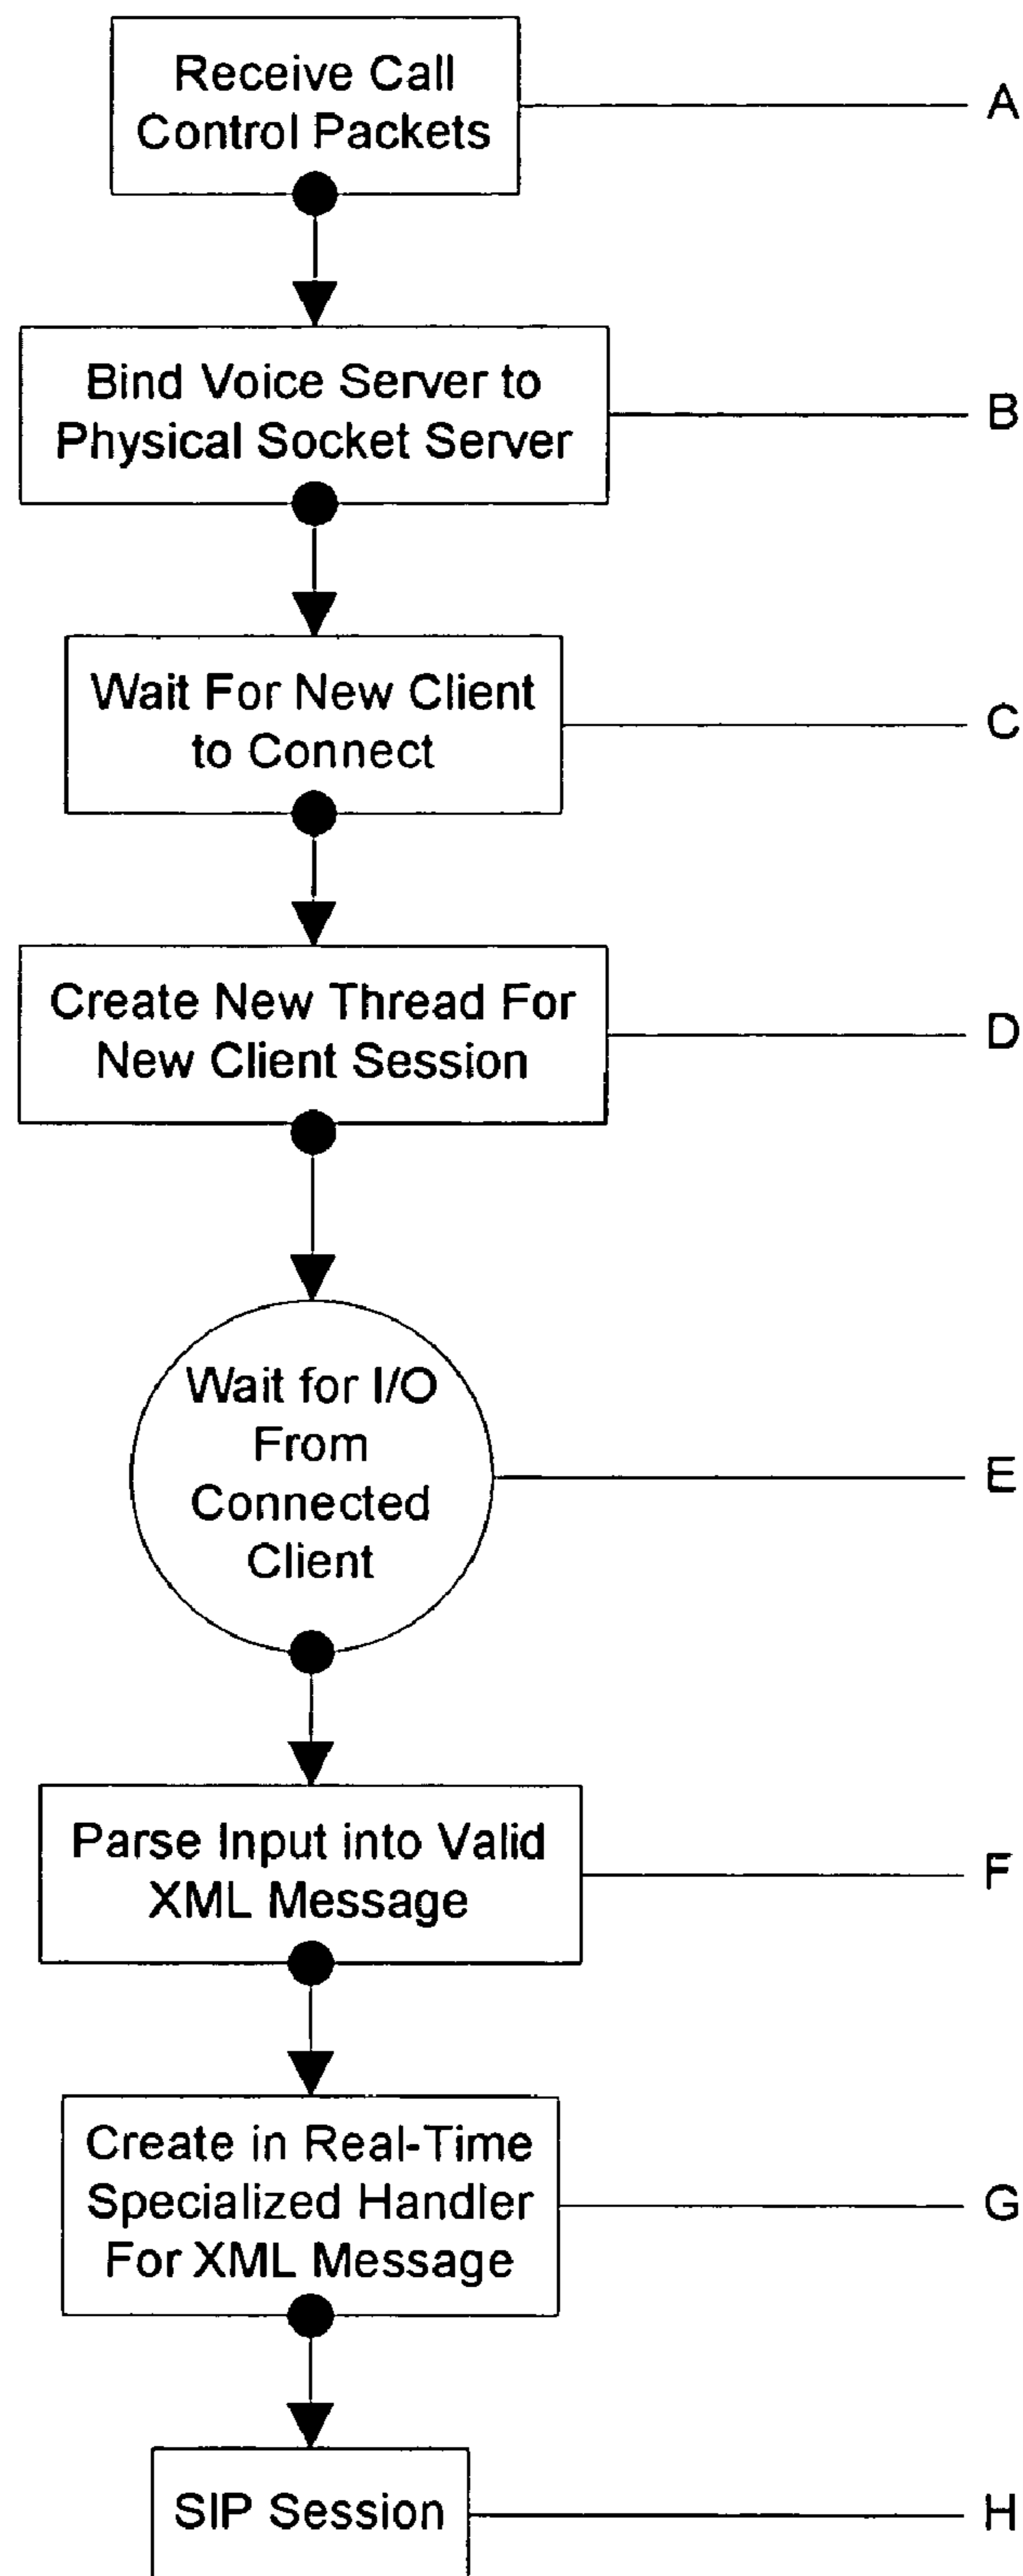 Receive Call
Control Packets
A
Bind Voice Server to
Physical Socket Server
B
Wait For New Client
to Connect
C
Create New Thread For
New Client Session
D
Wait for I/O
From
Connected
Client
E
Parse Input into Valid
XML Message
F
Create in Real-Time
Specialized Handler
For XML Message
G
SIP Session
H